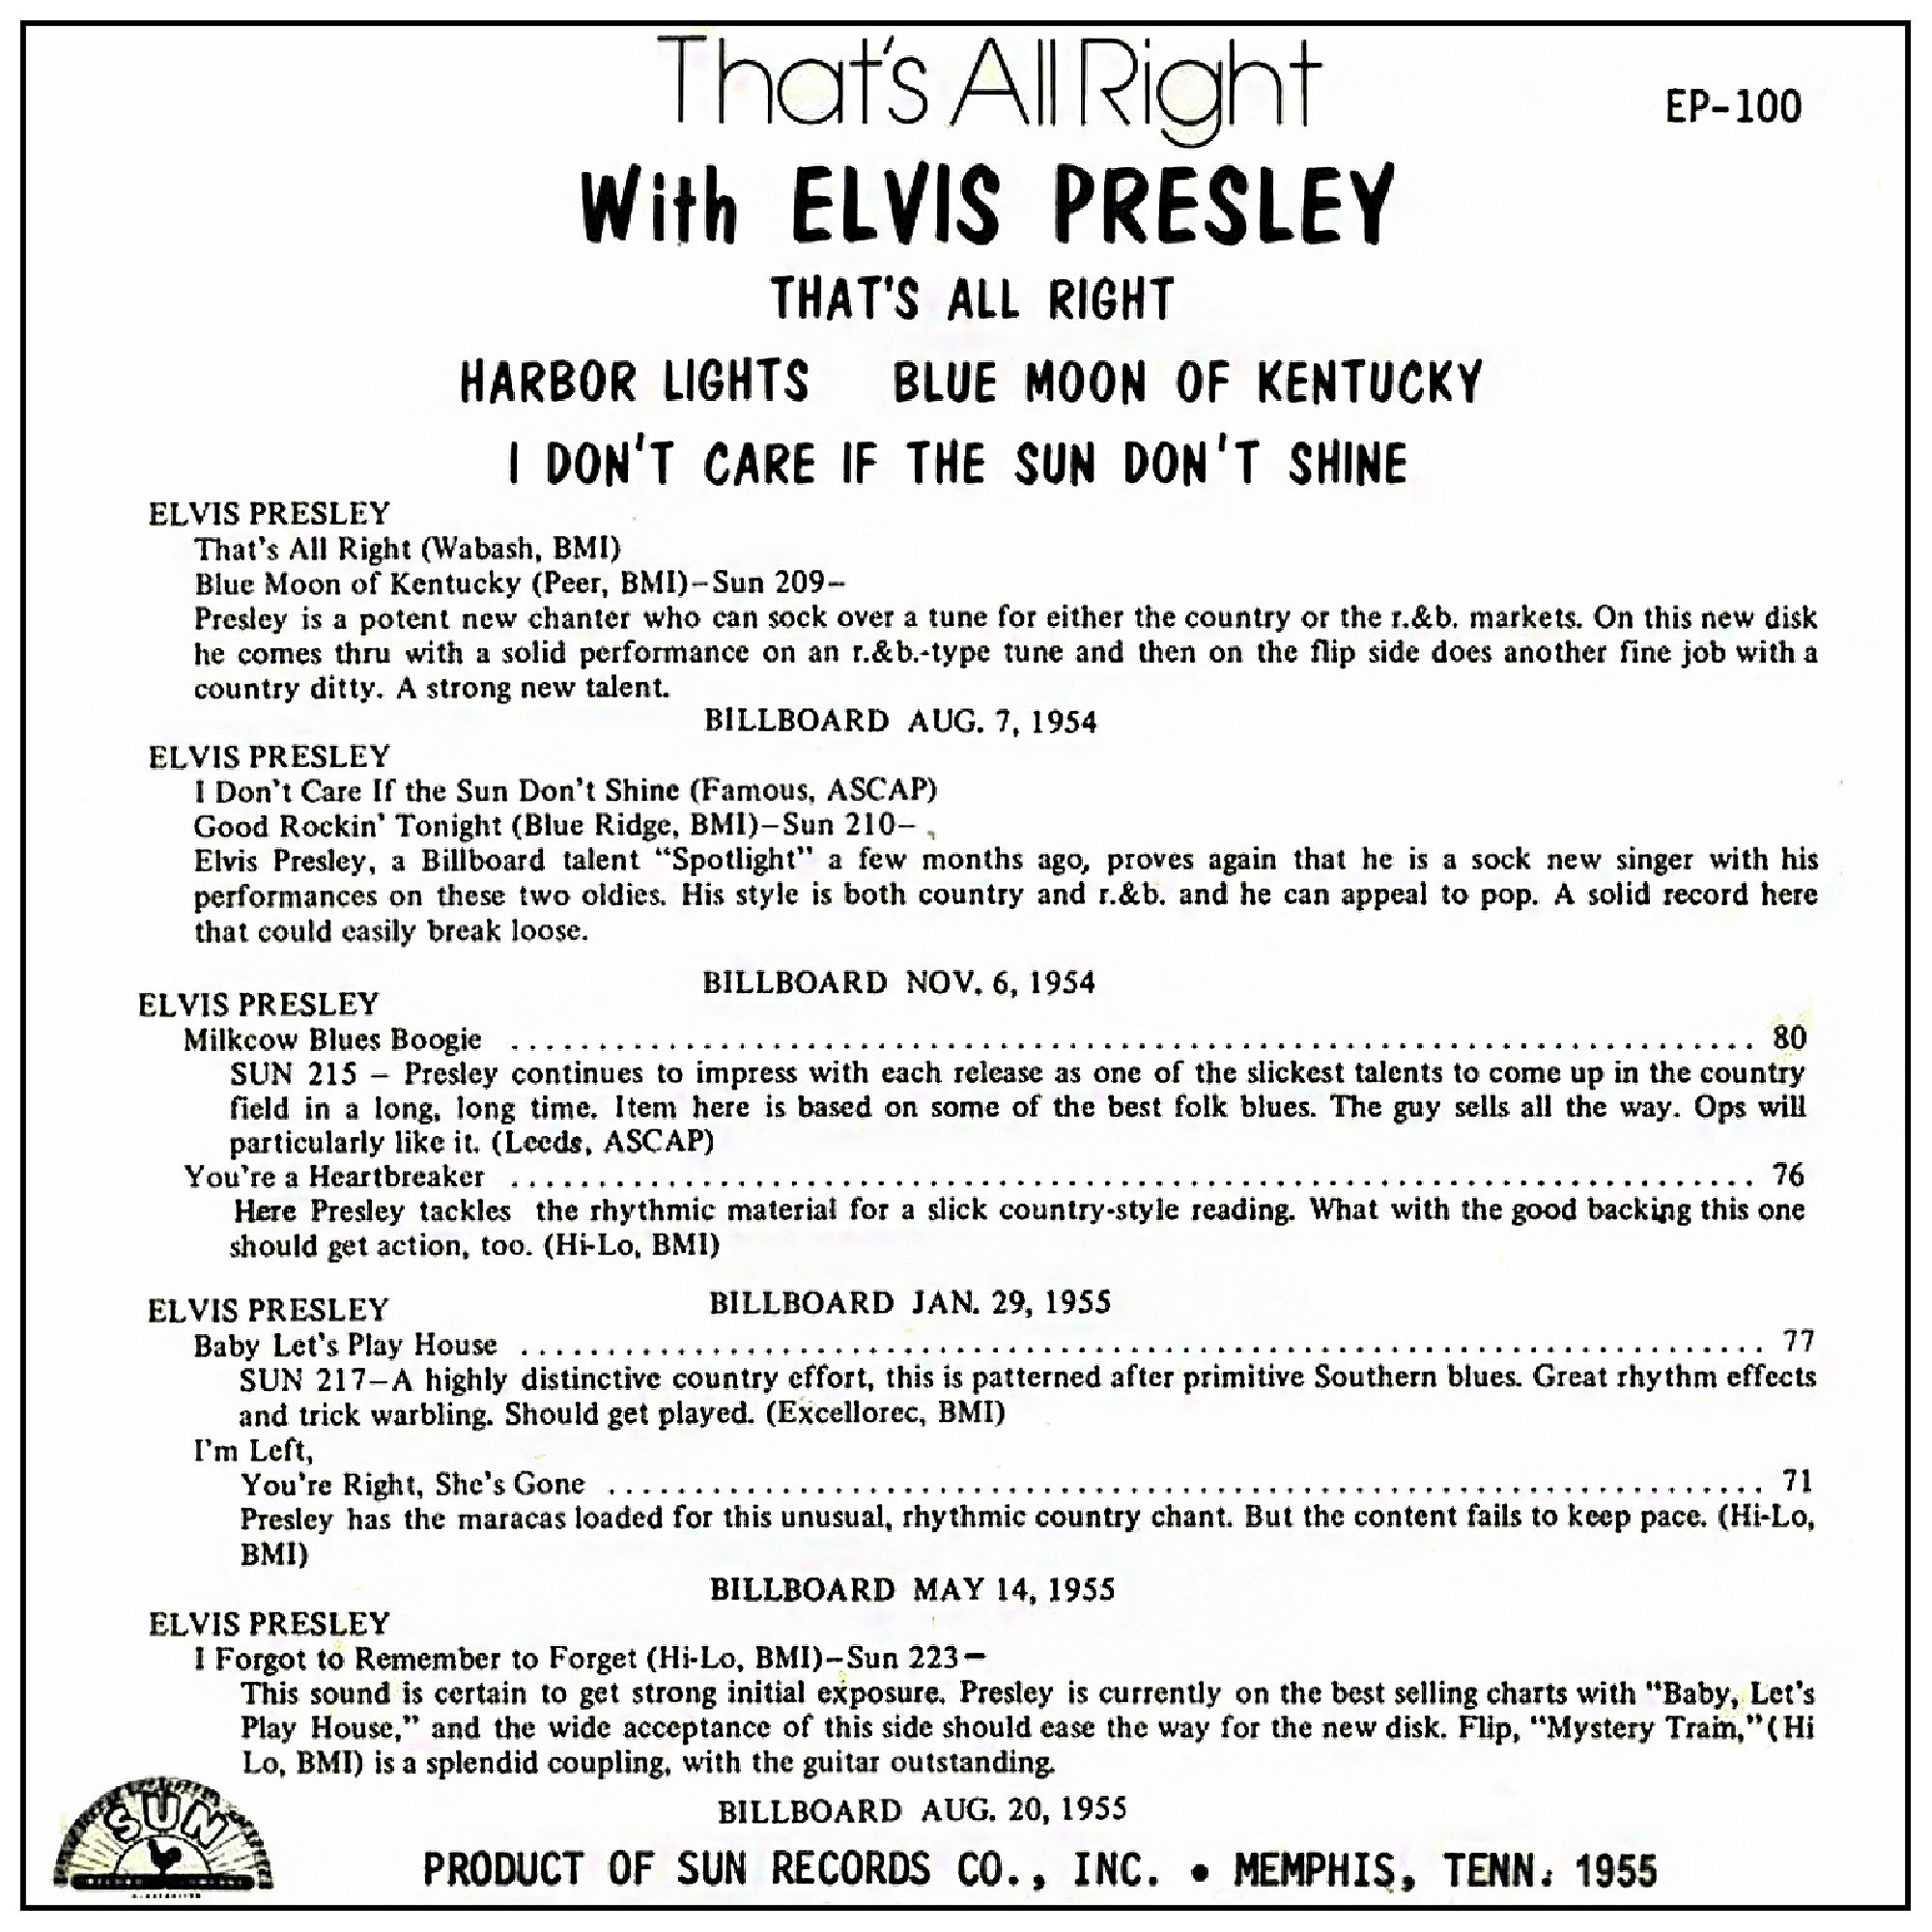 That's All Right
EP-100
With ELVIS PRESLEY
THAT'S ALL RIGHT
HARBOR LIGHTS BLUE MOON OF KENTUCKY
I DON'T CARE IF THE SUN DON'T SHINE
ELVIS PRESLEY
That's All Right (Wabash, BMI)
Blue Moon of Kentucky (Peer, BMI)–Sun 209–
Presley is a potent new chanter who can sock over a tune for either the country or the r.&b. markets. On this new disk
he comes thru with a solid performance on an r.&b.-type tune and then on the flip side does another fine job with a
country ditty. A strong new talent.
BILLBOARD AUG. 7, 1954
ELVIS PRESLEY
I Don't Care If the Sun Don't Shine (Famous, ASCAP)
Good Rockin' Tonight (Blue Ridge, BMI)–Sun 210–
Elvis Presley, a Billboard talent “Spotlight” a few months ago, proves again that he is a sock new singer with his
performances on these two oldies. His style is both country and r.&b. and he can appeal to pop. A solid record here
that could easily break loose.
BILLBOARD NOV. 6, 1954
ELVIS PRESLEY
Milkcow Blues Boogie ........................................................................ 80
SUN 215 – Presley continues to impress with each release as one of the slickest talents to come up in the country
field in a long, long time. Item here is based on some of the best folk blues. The guy sells all the way. Ops will
particularly like it. (Leeds, ASCAP)
You're a Heartbreaker ........................................................................ 76
Here Presley tackles the rhythmic material for a slick country-style reading. What with the good backing this one
should get action, too. (Hi-Lo, BMI)
BILLBOARD JAN. 29, 1955
ELVIS PRESLEY
Baby Let's Play House ........................................................................ 77
SUN 217–A highly distinctive country effort, this is patterned after primitive Southern blues. Great rhythm effects
and trick warbling. Should get played. (Excellorec, BMI)
I'm Left,
You're Right, She's Gone ................................................................... 71
Presley has the maracas loaded for this unusual, rhythmic country chant. But the content fails to keep pace. (Hi-Lo,
BMI)
BILLBOARD MAY 14, 1955
ELVIS PRESLEY
I Forgot to Remember to Forget (Hi-Lo, BMI)–Sun 223–
This sound is certain to get strong initial exposure. Presley is currently on the best selling charts with “Baby, Let's
Play House,” and the wide acceptance of this side should ease the way for the new disk. Flip, “Mystery Train,” (Hi
Lo, BMI) is a splendid coupling, with the guitar outstanding.
BILLBOARD AUG. 20, 1955
SUN
PRODUCT OF SUN RECORDS CO., INC. • MEMPHIS, TENN. 1955